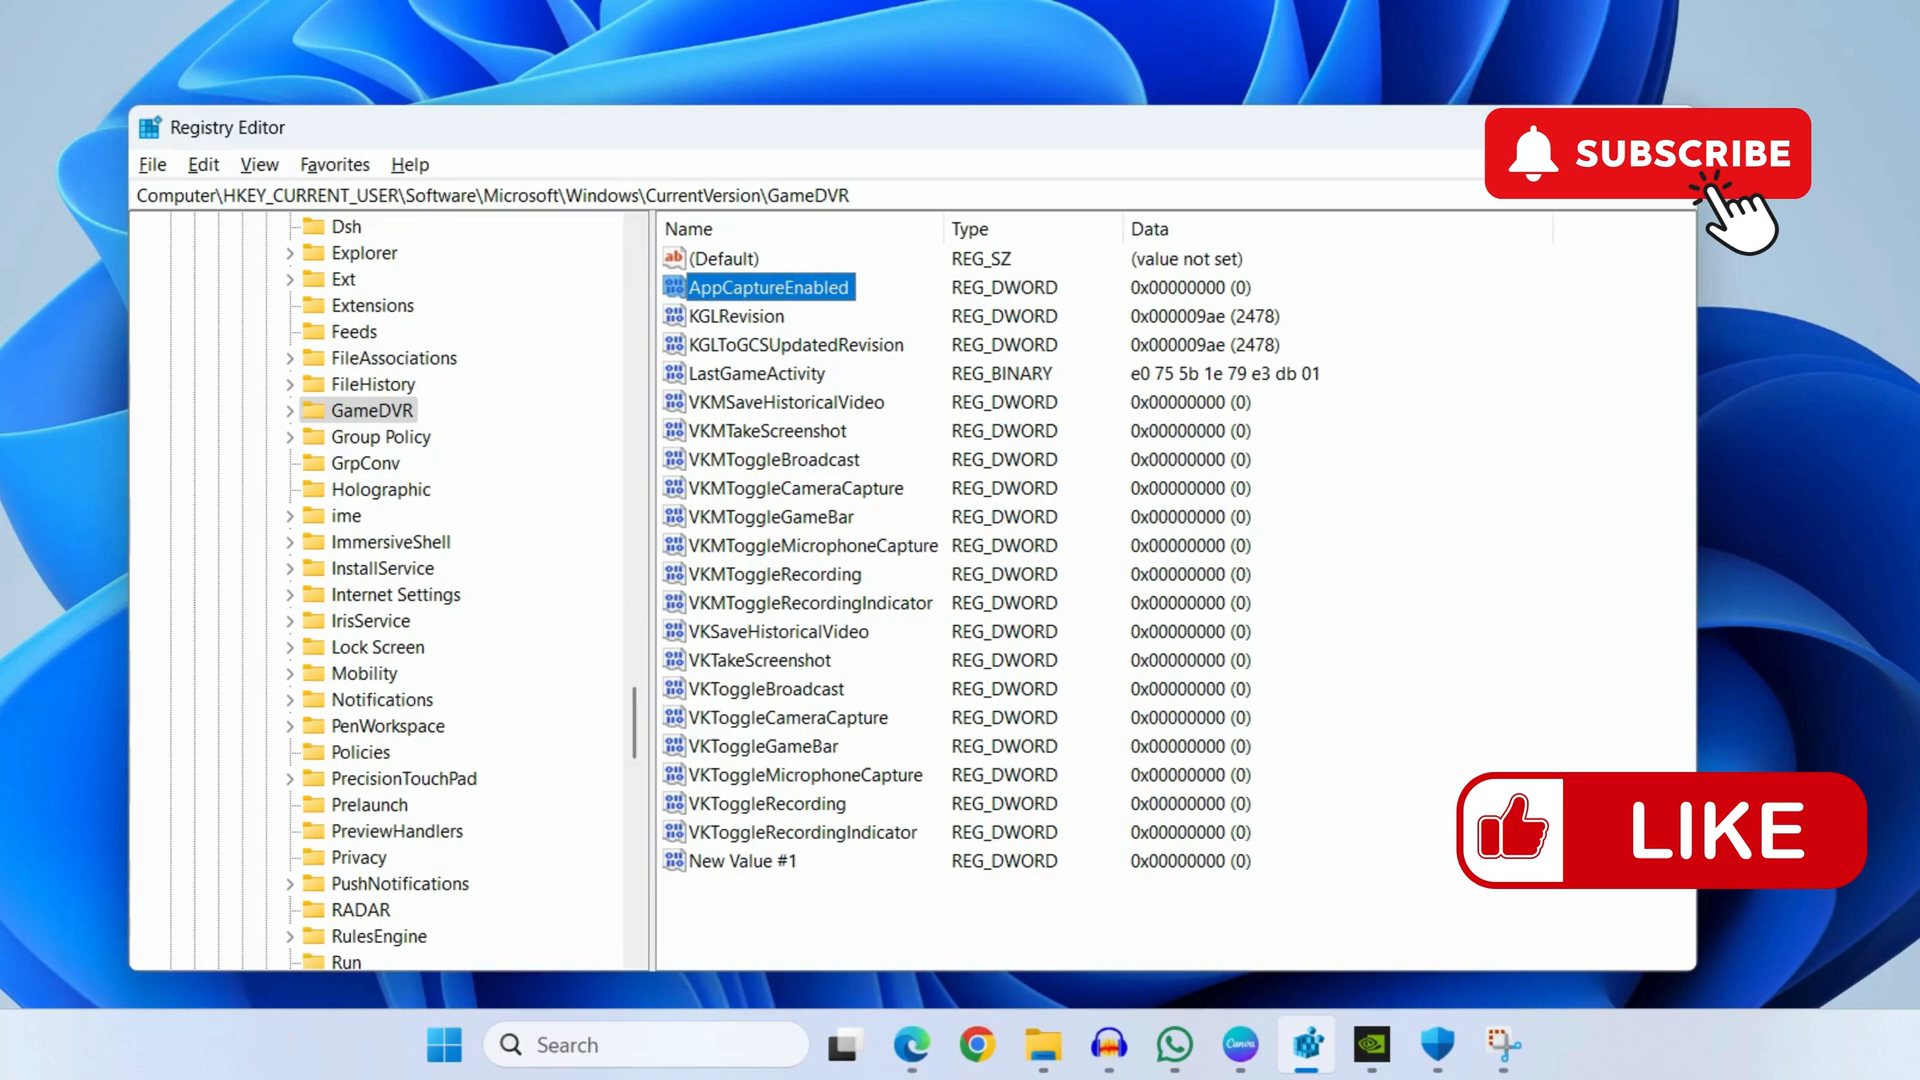 Registry Editor
SUBSCRIBE
File Edit View Favorites Help
Computer\HKEY_CURRENT_USER\Software\Microsoft\Windows\CurrentVersion\GameDVR
Dsh
Explorer
Ext
Extensions
Feeds
FileAssociations
FileHistory
GameDVR
Group Policy
GrpConv
Holographic
ime
ImmersiveShell
InstallService
Internet Settings
IrisService
Lock Screen
Mobility
Notifications
PenWorkspace
Policies
PrecisionTouchPad
Prelaunch
PreviewHandlers
Privacy
PushNotifications
RADAR
RulesEngine
Run
Name Type Data
ab (Default) REG_SZ (value not set)
AppCaptureEnabled REG_DWORD 0x00000000 (0)
KGLRevision REG_DWORD 0x000009ae (2478)
KGLToGCSUpdatedRevision REG_DWORD 0x000009ae (2478)
LastGameActivity REG_BINARY e0 75 5b 1e 79 e3 db 01
VKMSaveHistoricalVideo REG_DWORD 0x00000000 (0)
VKMTakeScreenshot REG_DWORD 0x00000000 (0)
VKMToggleBroadcast REG_DWORD 0x00000000 (0)
VKMToggleCameraCapture REG_DWORD 0x00000000 (0)
VKMToggleGameBar REG_DWORD 0x00000000 (0)
VKMToggleMicrophoneCapture REG_DWORD 0x00000000 (0)
VKMToggleRecording REG_DWORD 0x00000000 (0)
VKMToggleRecordingIndicator REG_DWORD 0x00000000 (0)
VKSaveHistoricalVideo REG_DWORD 0x00000000 (0)
VKTakeScreenshot REG_DWORD 0x00000000 (0)
VKToggleBroadcast REG_DWORD 0x00000000 (0)
VKToggleCameraCapture REG_DWORD 0x00000000 (0)
VKToggleGameBar REG_DWORD 0x00000000 (0)
VKToggleMicrophoneCapture REG_DWORD 0x00000000 (0)
VKToggleRecording REG_DWORD 0x00000000 (0)
VKToggleRecordingIndicator REG_DWORD 0x00000000 (0)
New Value #1 REG_DWORD 0x00000000 (0)
LIKE
Search
Canva